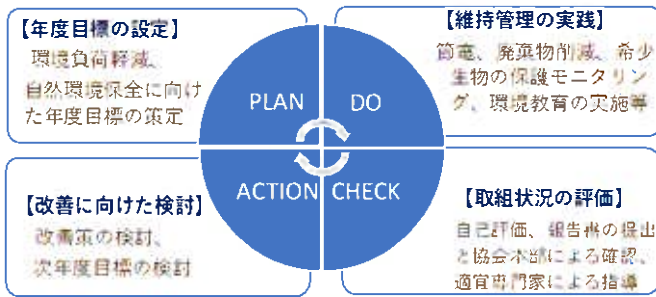 【年度目標の設定】
環境負荷軽減、
自然環境保全に向け
た年度目標の策定
【維持管理の実践】
節電、廃棄物削減、希少
生物の保護モニタリン
グ、環境教育の実施等
PLAN
DO
ACTION
CHECK
【改善に向けた検討】
改善策の検討、
次年度目標の検討
【取組状況の評価】
自己評価、報告書の提出
と協会本部による確認、
適宜専門家による指導